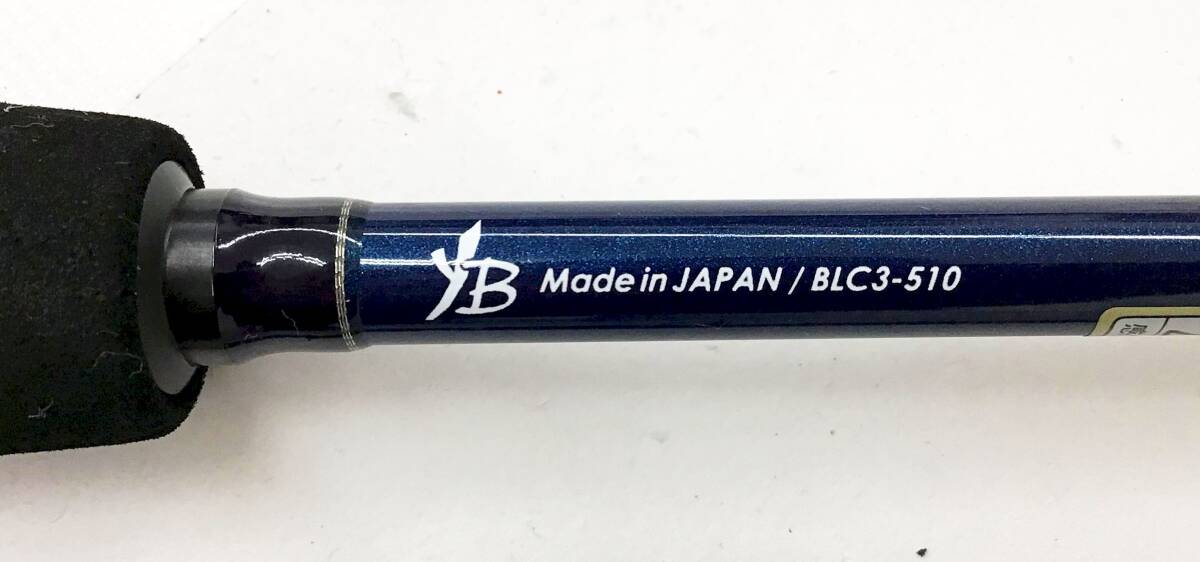 YB Made in JAPAN / BLC3-510